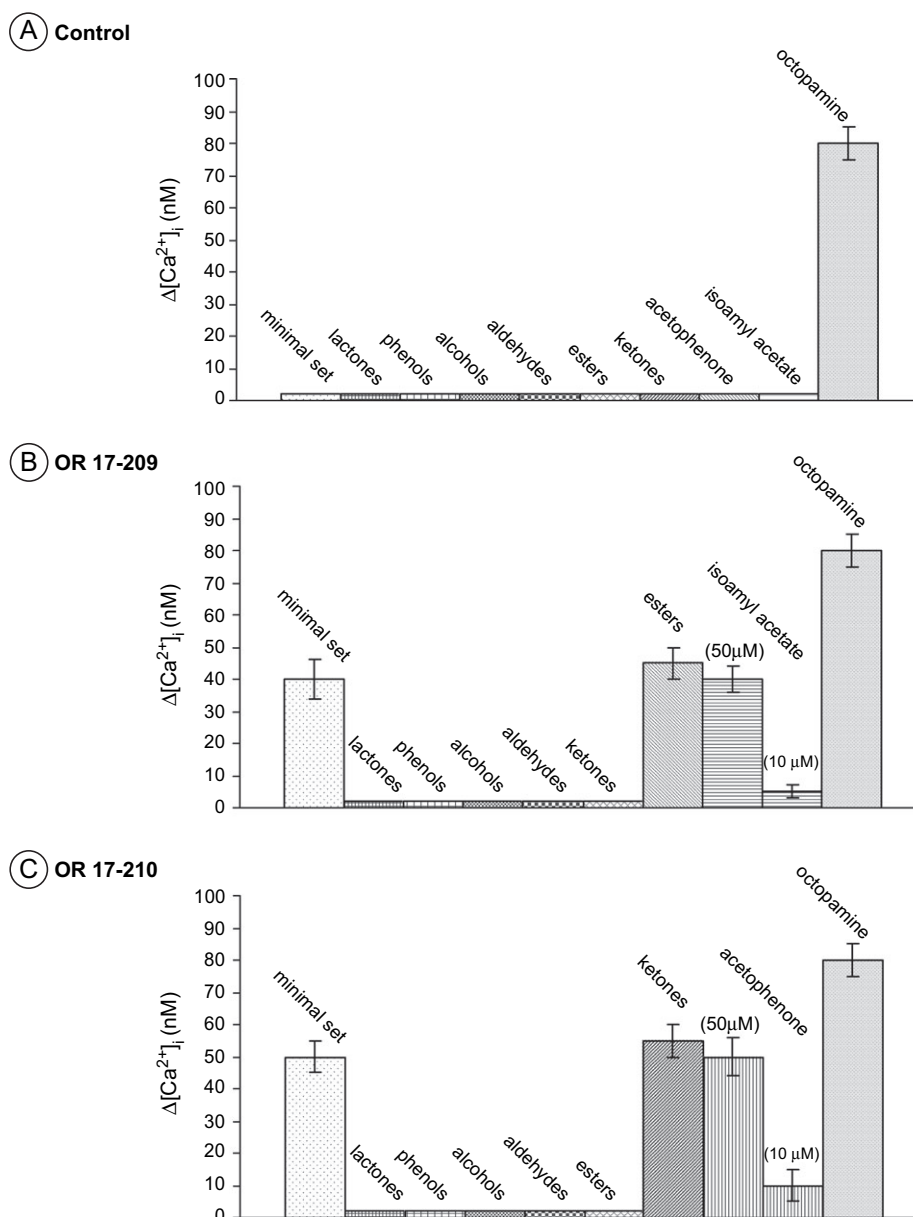 A Control
100
90
80
70
60
50
40
30
20
10
0
Δ[Ca2+]i (nM)
minimal set
lactones
phenols
alcohols
aldehydes
esters
ketones
acetophenone
isoamyl acetate
octopamine
B OR 17-209
100
90
80
70
60
50
40
30
20
10
0
Δ[Ca2+]i (nM)
minimal set
lactones
phenols
alcohols
aldehydes
ketones
esters
(50μM)
isoamyl acetate
(10 μM)
octopamine
C OR 17-210
100
90
80
70
60
50
40
30
20
10
0
Δ[Ca2+]i (nM)
minimal set
lactones
phenols
alcohols
aldehydes
esters
ketones
(50μM)
acetophenone
(10 μM)
octopamine